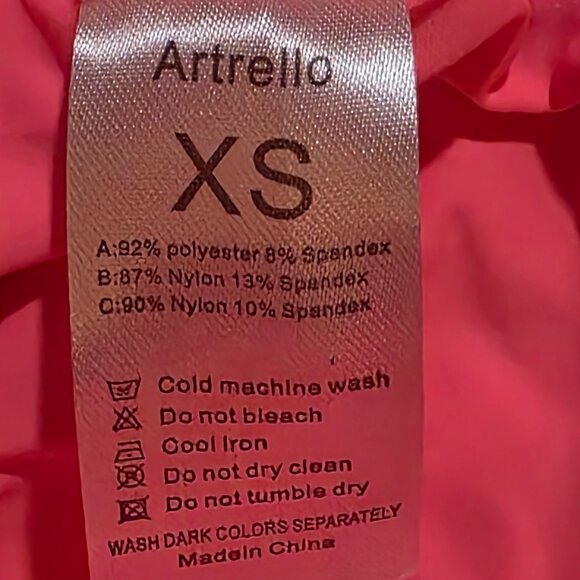 Artrello
XS
A:92% polyester 8% Spandex
B:87% Nylon 13% Spandex
C:90% Nylon 10% Spandex
Cold machine wash
Do not bleach
Cool Iron
Do not dry clean
Do not tumble dry
WASH DARK COLORS SEPARATELY
Madein China